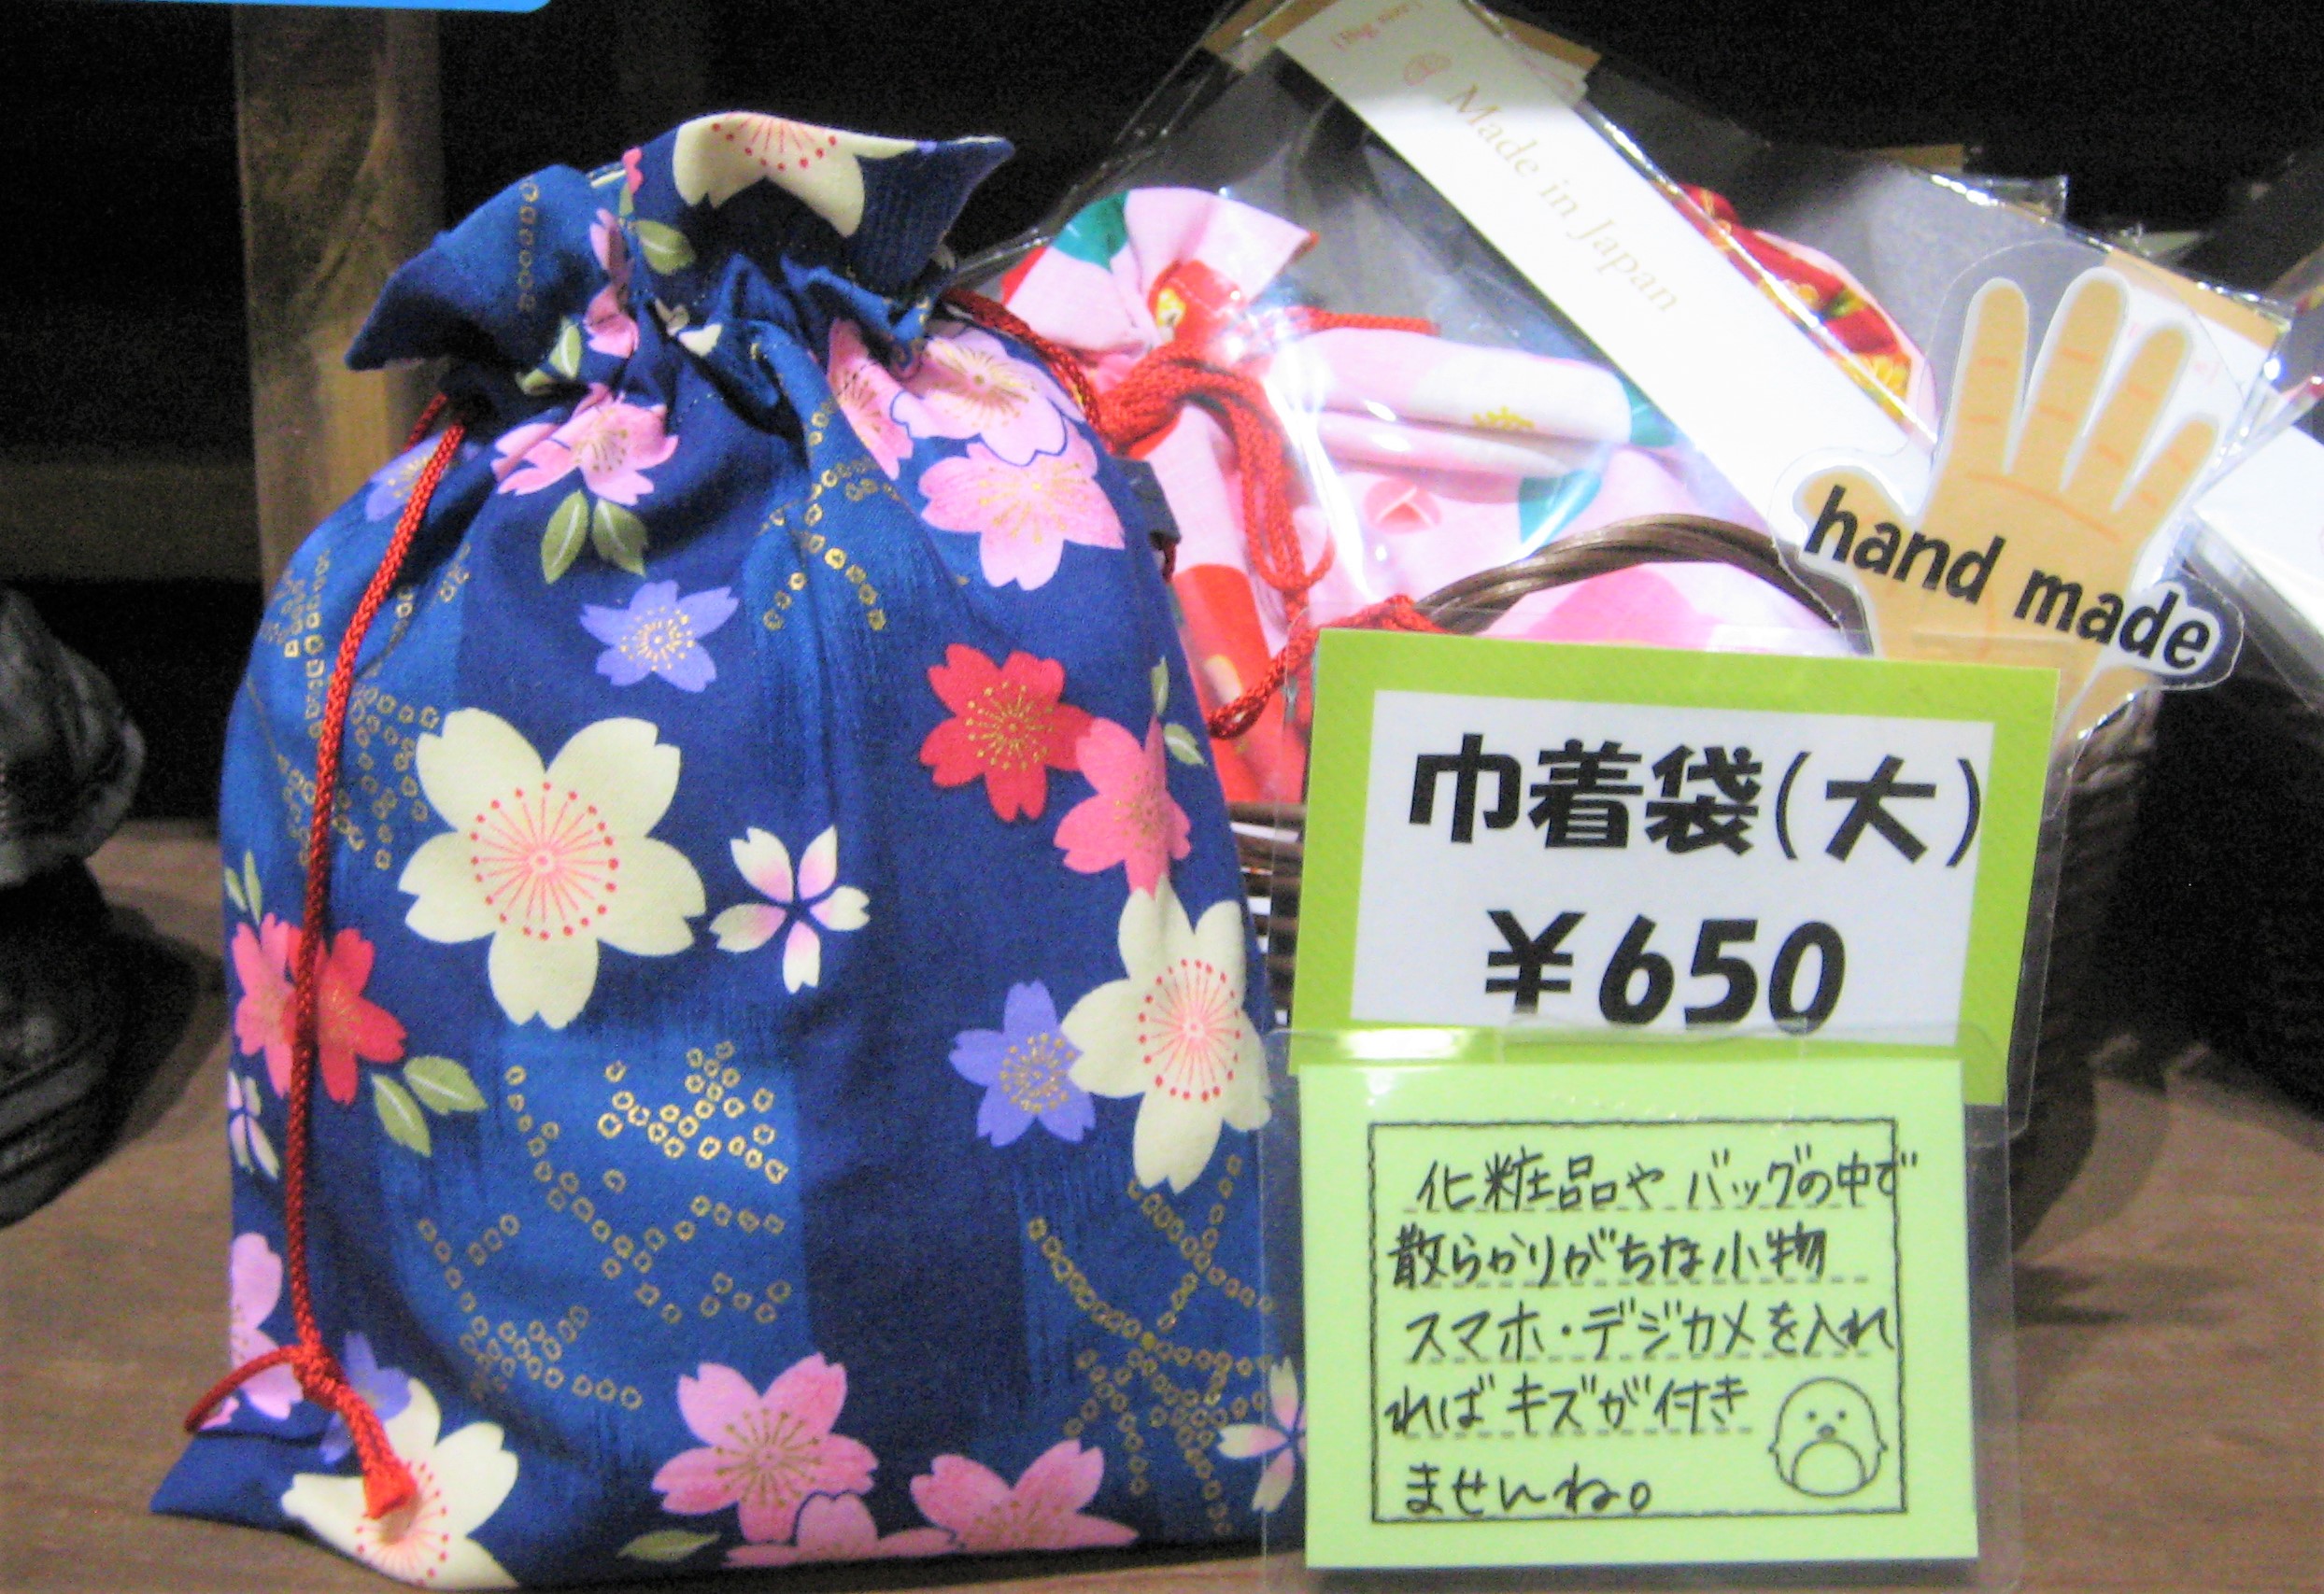 Made in Japan
hand made
巾着袋(大)
￥650
化粧品や バッグの中で
散らかりがちな小物
スマホ・デジカメを入れ
ればキズが付き
ませんね。